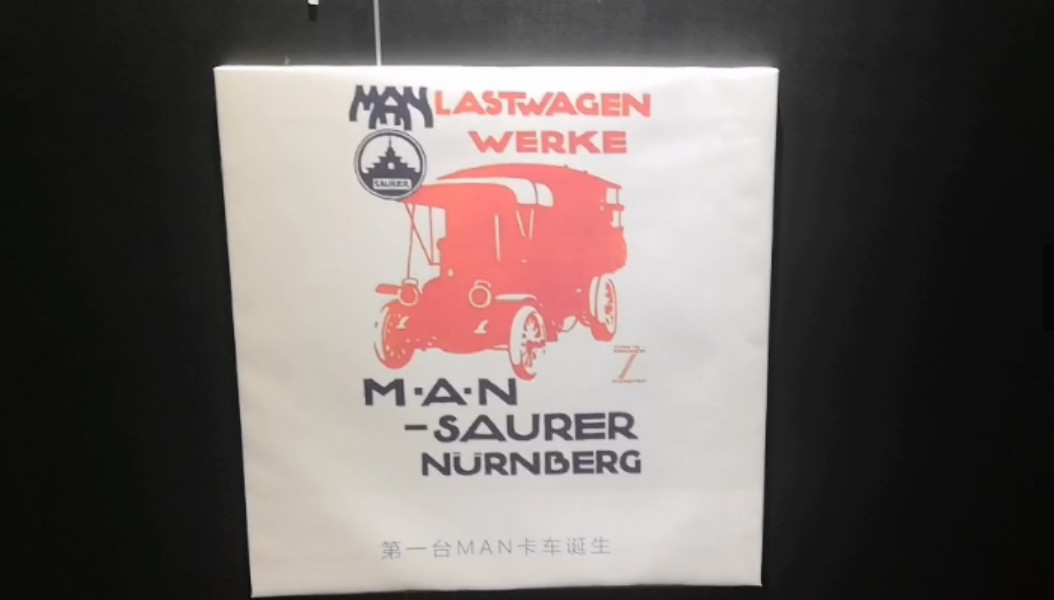 MAN LASTWAGEN
WERKE
SAURER
M·A·N
-SAURER
NÜRNBERG
第一台MAN卡车诞生